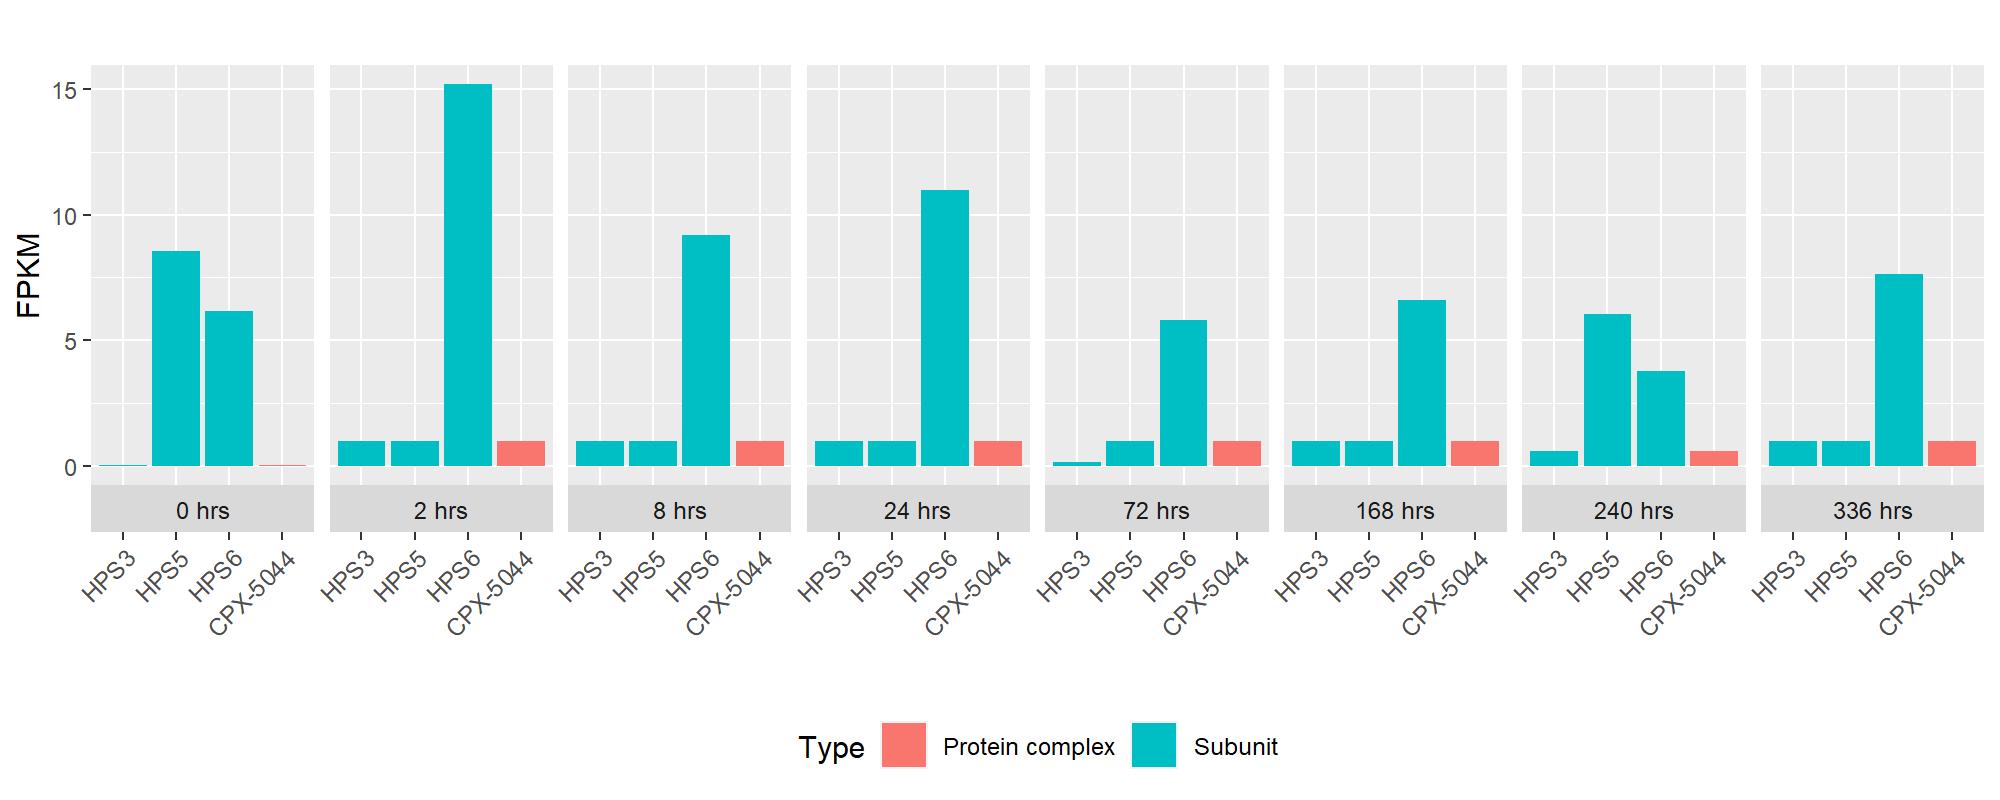 FPKM
15
10
5
0
0 hrs 2 hrs 8 hrs 24 hrs 72 hrs 168 hrs 240 hrs 336 hrs
HPS3 HPS5 HPS6 CPX-5044 HPS3 HPS5 HPS6 CPX-5044 HPS3 HPS5 HPS6 CPX-5044 HPS3 HPS5 HPS6 CPX-5044 HPS3 HPS5 HPS6 CPX-5044 HPS3 HPS5 HPS6 CPX-5044 HPS3 HPS5 HPS6 CPX-5044 HPS3 HPS5 HPS6 CPX-5044
Type Protein complex Subunit